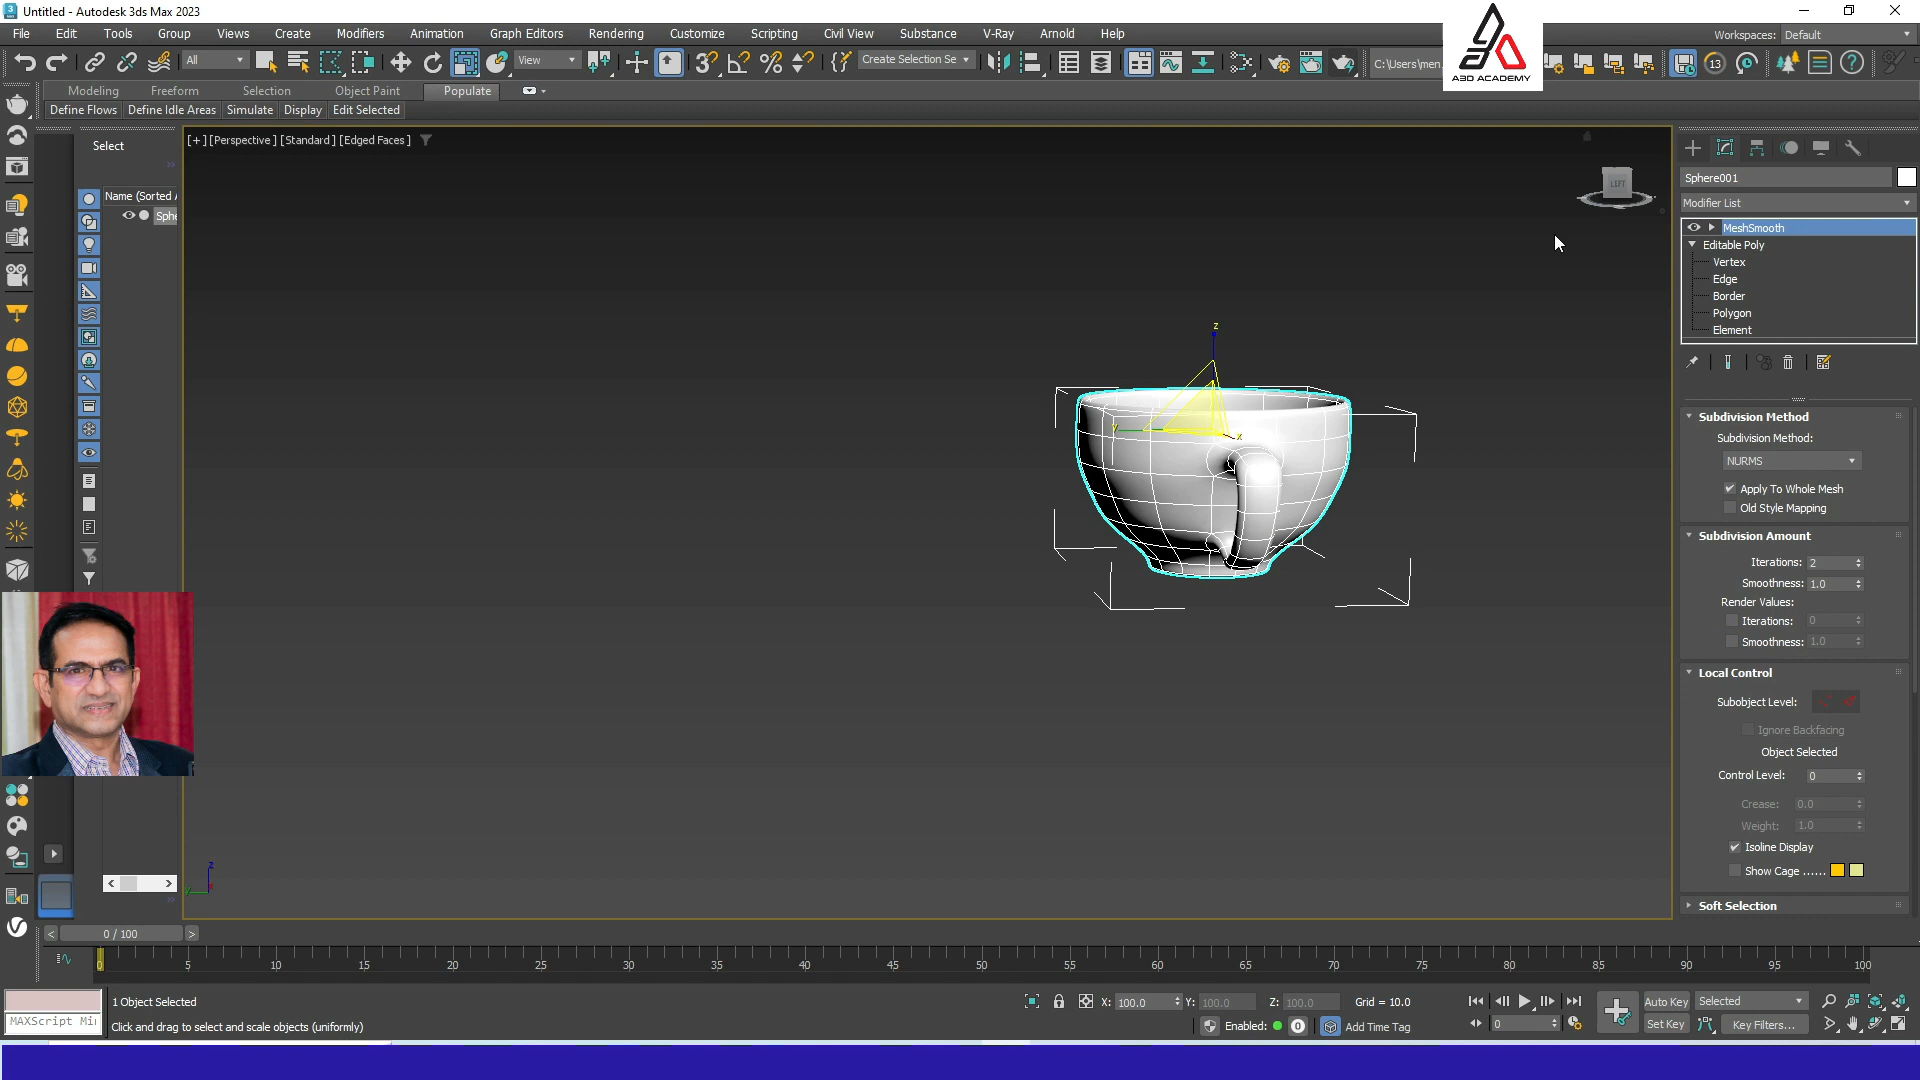 Untitled - Autodesk 3ds Max 2023
File Edit Tools Group Views Create Modifiers Animation Graph Editors Rendering Customize Scripting Civil View Substance V-Ray Arnold Help
Workspaces: Default
All View Create Selection Se C:\Users\men 13
A3D ACADEMY
Modeling Freeform Selection Object Paint Populate
Define Flows Define Idle Areas Simulate Display Edit Selected
Select
[+] [Perspective] [Standard] [Edged Faces]
Name (Sorted A
Sphe
LEFT
z
y
x
Sphere001
Modifier List
MeshSmooth
Editable Poly
Vertex
Edge
Border
Polygon
Element
Subdivision Method
Subdivision Method:
NURMS
Apply To Whole Mesh
Old Style Mapping
Subdivision Amount
Iterations: 2
Smoothness: 1.0
Render Values:
Iterations: 0
Smoothness: 1.0
Local Control
Subobject Level:
Ignore Backfacing
Object Selected
Control Level: 0
Crease: 0.0
Weight: 1.0
Isoline Display
Show Cage ......
Soft Selection
z
y
x
0 / 100
0 5 10 15 20 25 30 35 40 45 50 55 60 65 70 75 80 85 90 95 100
1 Object Selected
X: 100.0 Y: 100.0 Z: 100.0 Grid = 10.0
Auto Key Selected
MAXScript Mi
Click and drag to select and scale objects (uniformly)
Enabled: 0 Add Time Tag
0
Set Key Key Filters...